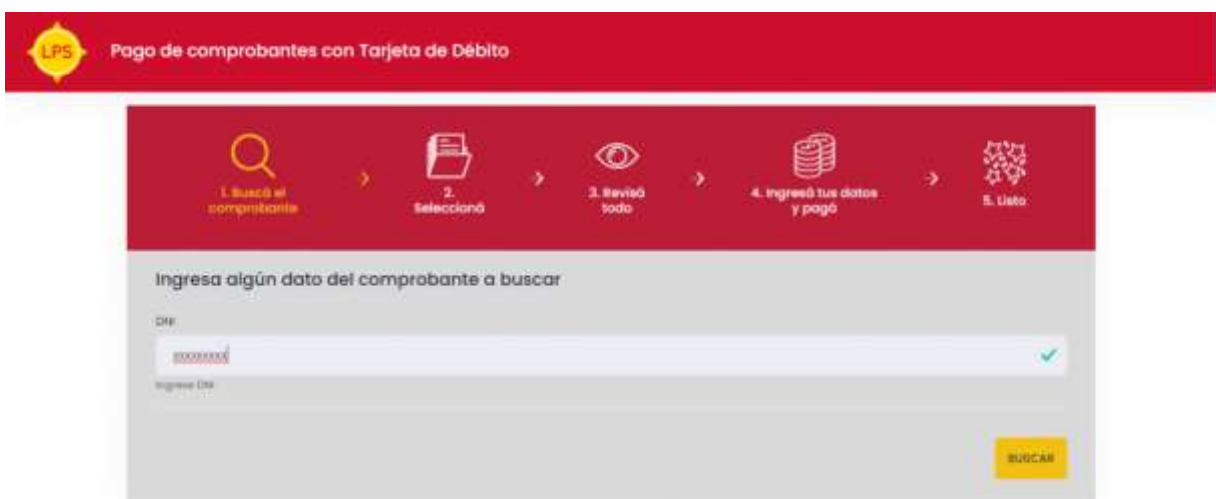 LPS
Pago de comprobantes con Tarjeta de Débito
1. Buscá el
comprobante
2.
Seleccioná
3. Revisá
todo
4. Ingresá tus datos
y pagá
5. Listo
Ingresa algún dato del comprobante a buscar
DNI
Ingrese DNI
BUSCAR